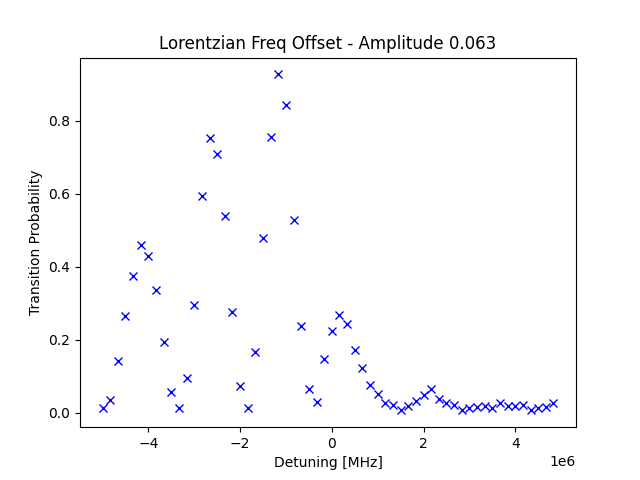 Lorentzian Freq Offset - Amplitude 0.063
Transition Probability
0.8
0.6
0.4
0.2
0.0
−4
−2
0
2
4
1e6
Detuning [MHz]